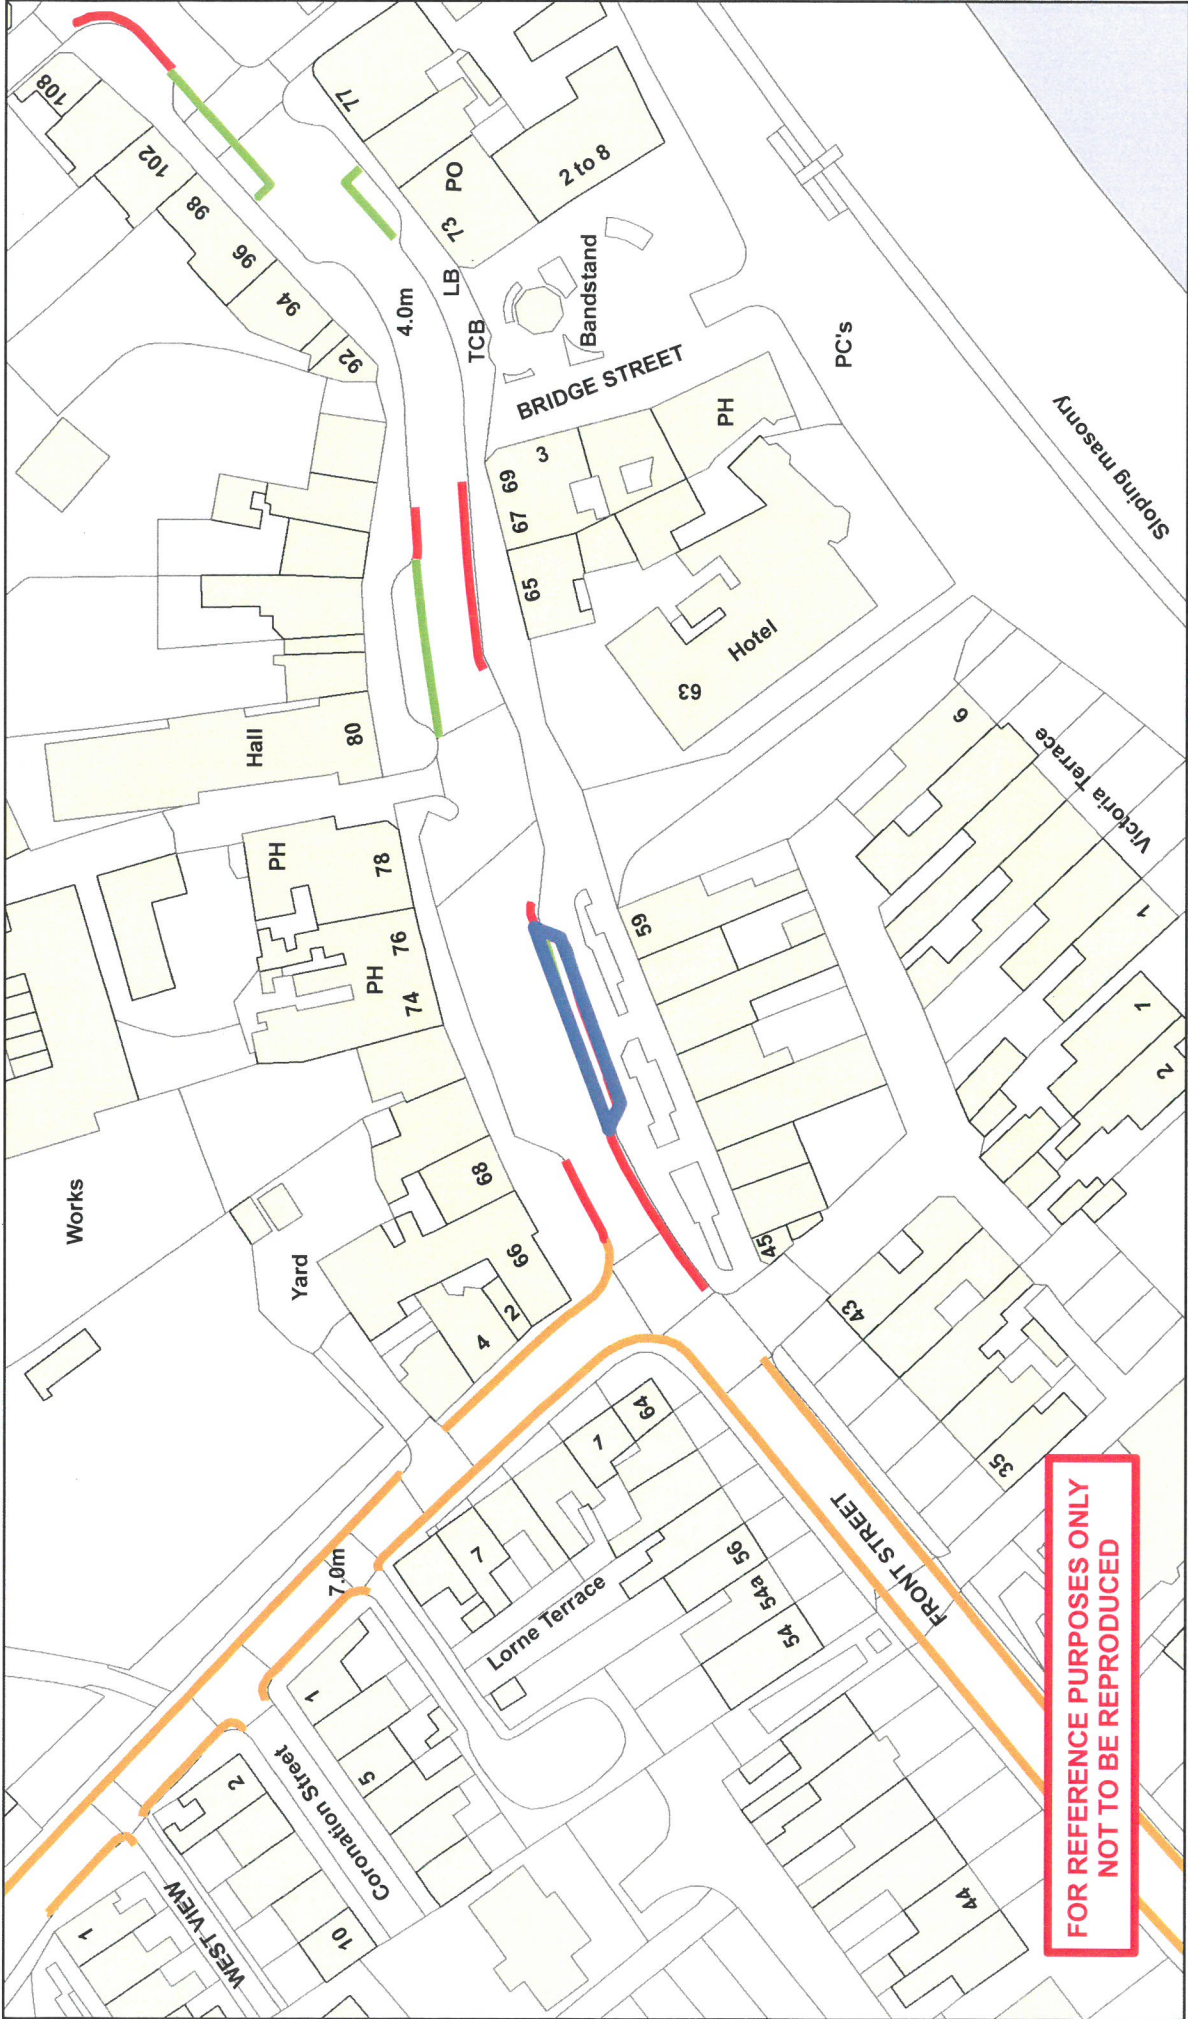 108
102
98
96
94
92
77
PO
73
2 to 8
LB
TCB
4.0m
Bandstand
BRIDGE STREET
PC's
PH
3
69
67
65
63
Hotel
Sloping masonry
Hall
80
PH
78
76
PH
74
59
6
Victoria Terrace
1
1
2
Works
Yard
68
66
2
4
45
43
35
64
1
7
7.0m
Lorne Terrace
56
54a
54
FRONT STREET
1
5
Coronation Street
2
10
WEST VIEW
1
44
FOR REFERENCE PURPOSES ONLY
NOT TO BE REPRODUCED